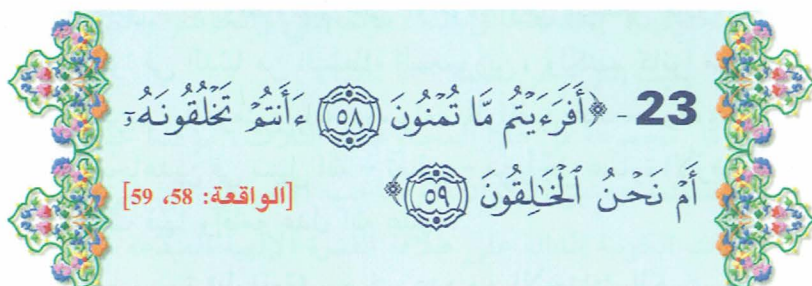 23 - ﴿أَفَرَءَيْتُم مَّا تُمْنُونَ ٥٨ ءَأَنتُمْ تَخْلُقُونَهُۥٓ
أَمْ نَحْنُ ٱلْخَـٰلِقُونَ ٥٩﴾ [الواقعة: 58، 59]